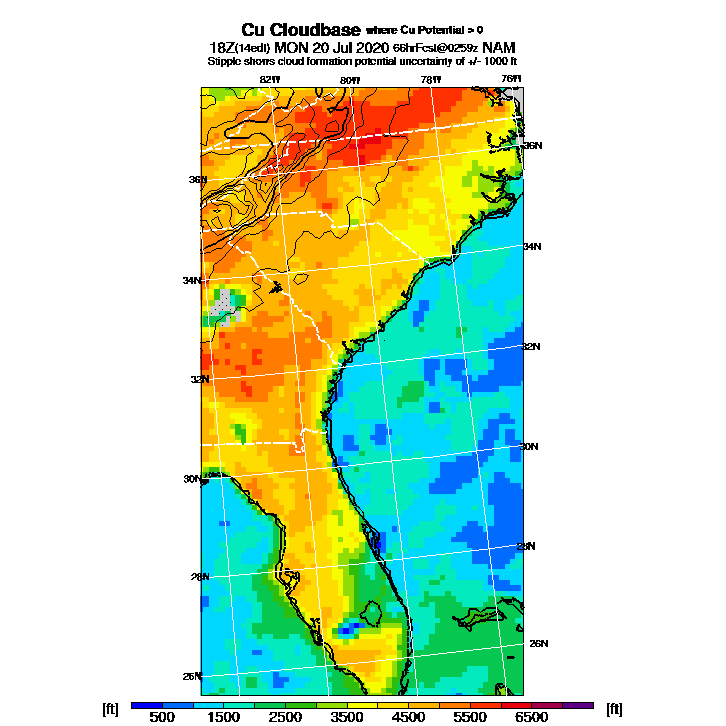 Cu Cloudbase where Cu Potential > 0
18Z(14edt) MON 20 Jul 2020 66hrFcst@0259z NAM
Stipple shows cloud formation potential uncertainty of +/- 1000 ft
82W 80W 78W 76W
36N
36N
34N
34N
32N
32N
30N
30N
28N
28N
26N
26N
[ft] 500 1500 2500 3500 4500 5500 6500 [ft]